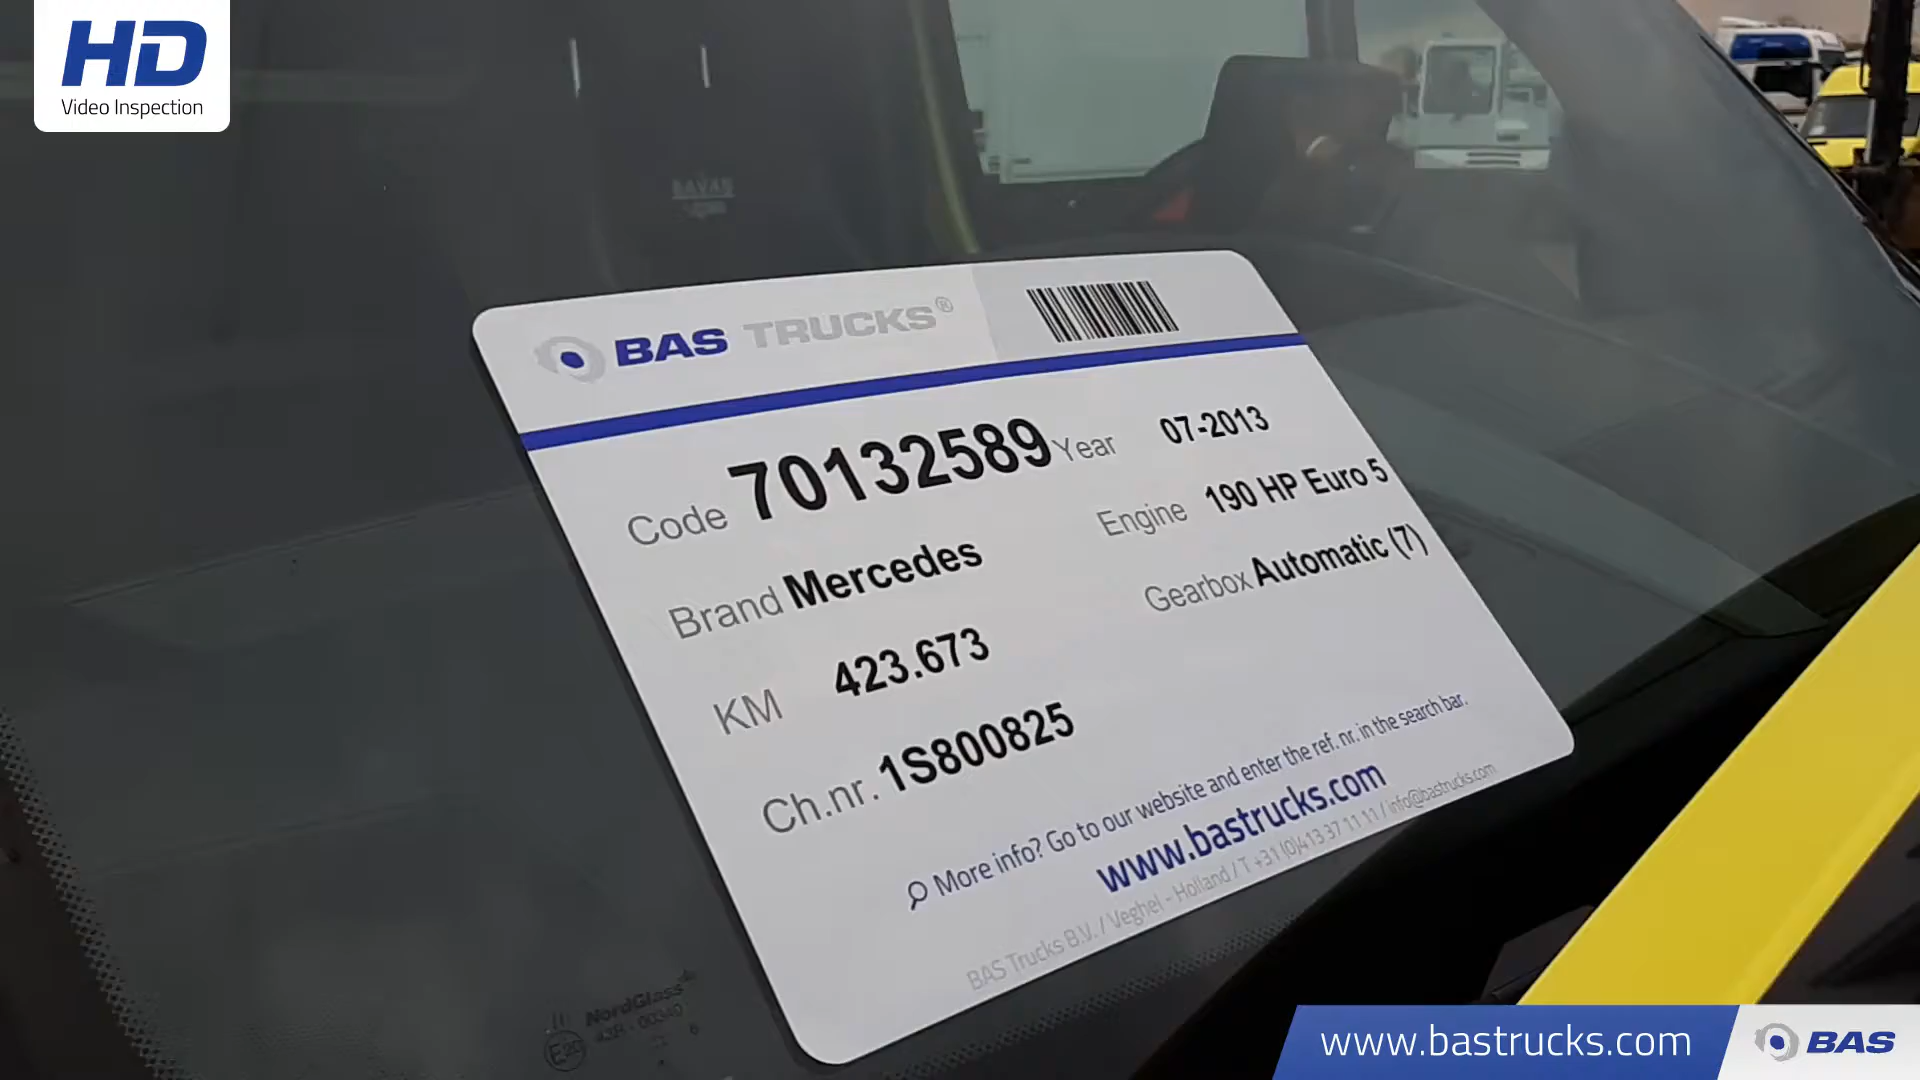 HD
Video Inspection
BAS TRUCKS®
Code 70132589
Year 07-2013
Brand Mercedes
Engine 190 HP Euro 5
KM 423.673
Gearbox Automatic (7)
Ch.nr. 1S800825
More info? Go to our website and enter the ref. nr. in the search bar.
www.bastrucks.com
BAS Trucks B.V. / Veghel - Holland / T +31 (0)413 37 11 11 / info@bastrucks.com
NordGlass
43R - 00340
www.bastrucks.com
BAS